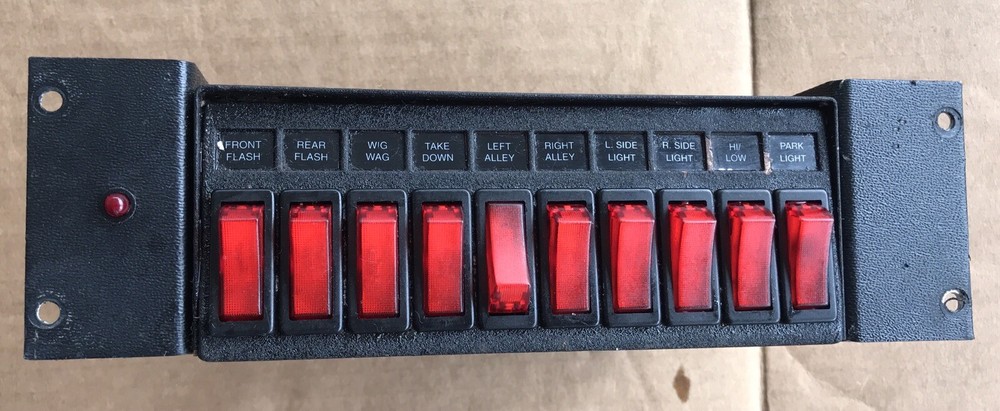 FRONT
FLASH
REAR
FLASH
W/G
WAG
TAKE
DOWN
LEFT
ALLEY
RIGHT
ALLEY
L. SIDE
LIGHT
R. SIDE
LIGHT
HI/
LOW
PARK
LIGHT